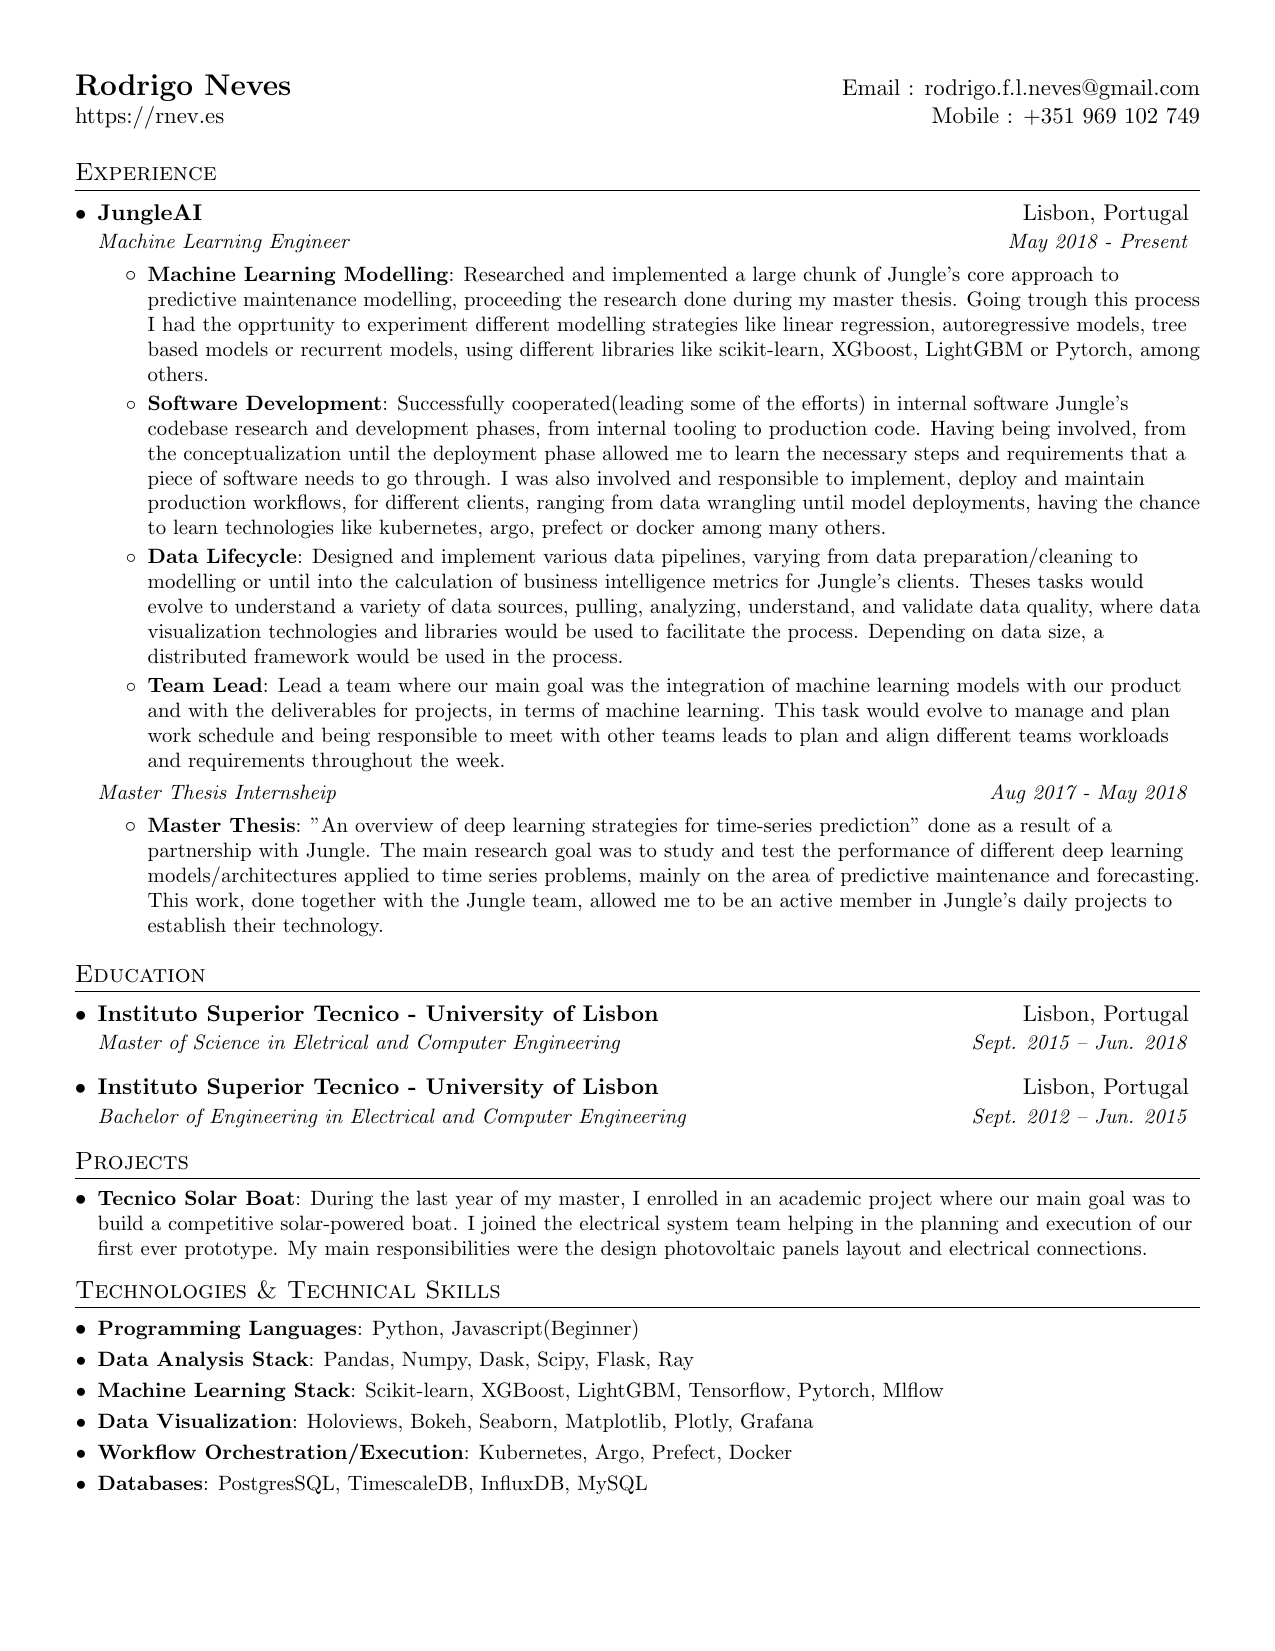 Rodrigo Neves
Email : rodrigo.f.l.neves@gmail.com
https://rnev.es
Mobile : +351 969 102 749
Experience
• JungleAI
Lisbon, Portugal
Machine Learning Engineer
May 2018 - Present
◦ Machine Learning Modelling: Researched and implemented a large chunk of Jungle's core approach to
predictive maintenance modelling, proceeding the research done during my master thesis. Going trough this process
I had the opprtunity to experiment different modelling strategies like linear regression, autoregressive models, tree
based models or recurrent models, using different libraries like scikit-learn, XGboost, LightGBM or Pytorch, among
others.
◦ Software Development: Successfully cooperated(leading some of the efforts) in internal software Jungle's
codebase research and development phases, from internal tooling to production code. Having being involved, from
the conceptualization until the deployment phase allowed me to learn the necessary steps and requirements that a
piece of software needs to go through. I was also involved and responsible to implement, deploy and maintain
production workflows, for different clients, ranging from data wrangling until model deployments, having the chance
to learn technologies like kubernetes, argo, prefect or docker among many others.
◦ Data Lifecycle: Designed and implement various data pipelines, varying from data preparation/cleaning to
modelling or until into the calculation of business intelligence metrics for Jungle's clients. Theses tasks would
evolve to understand a variety of data sources, pulling, analyzing, understand, and validate data quality, where data
visualization technologies and libraries would be used to facilitate the process. Depending on data size, a
distributed framework would be used in the process.
◦ Team Lead: Lead a team where our main goal was the integration of machine learning models with our product
and with the deliverables for projects, in terms of machine learning. This task would evolve to manage and plan
work schedule and being responsible to meet with other teams leads to plan and align different teams workloads
and requirements throughout the week.
Master Thesis Internsheip
Aug 2017 - May 2018
◦ Master Thesis: ”An overview of deep learning strategies for time-series prediction” done as a result of a
partnership with Jungle. The main research goal was to study and test the performance of different deep learning
models/architectures applied to time series problems, mainly on the area of predictive maintenance and forecasting.
This work, done together with the Jungle team, allowed me to be an active member in Jungle's daily projects to
establish their technology.
Education
• Instituto Superior Tecnico - University of Lisbon
Lisbon, Portugal
Master of Science in Eletrical and Computer Engineering
Sept. 2015 – Jun. 2018
• Instituto Superior Tecnico - University of Lisbon
Lisbon, Portugal
Bachelor of Engineering in Electrical and Computer Engineering
Sept. 2012 – Jun. 2015
Projects
• Tecnico Solar Boat: During the last year of my master, I enrolled in an academic project where our main goal was to
build a competitive solar-powered boat. I joined the electrical system team helping in the planning and execution of our
first ever prototype. My main responsibilities were the design photovoltaic panels layout and electrical connections.
Technologies & Technical Skills
• Programming Languages: Python, Javascript(Beginner)
• Data Analysis Stack: Pandas, Numpy, Dask, Scipy, Flask, Ray
• Machine Learning Stack: Scikit-learn, XGBoost, LightGBM, Tensorflow, Pytorch, Mlflow
• Data Visualization: Holoviews, Bokeh, Seaborn, Matplotlib, Plotly, Grafana
• Workflow Orchestration/Execution: Kubernetes, Argo, Prefect, Docker
• Databases: PostgresSQL, TimescaleDB, InfluxDB, MySQL